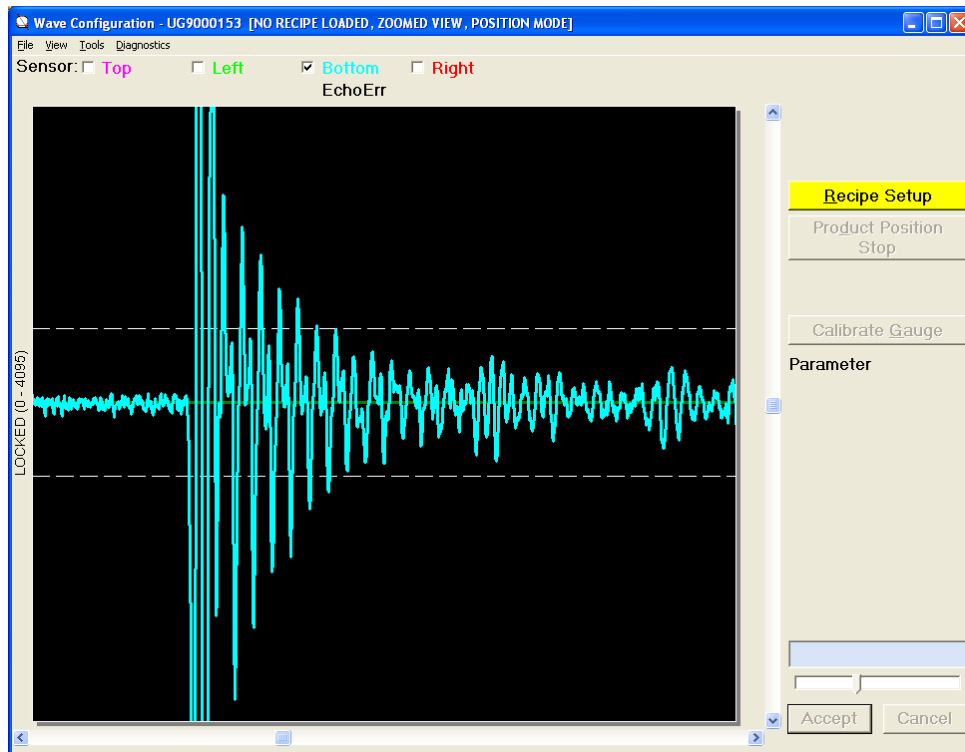 Wave Configuration - UG9000153 [NO RECIPE LOADED, ZOOMED VIEW, POSITION MODE]
File View Tools Diagnostics
Sensor: Top Left Bottom Right
EchoErr
LOCKED (0 - 4095)
Recipe Setup
Product Position
Stop
Calibrate Gauge
Parameter
Accept Cancel